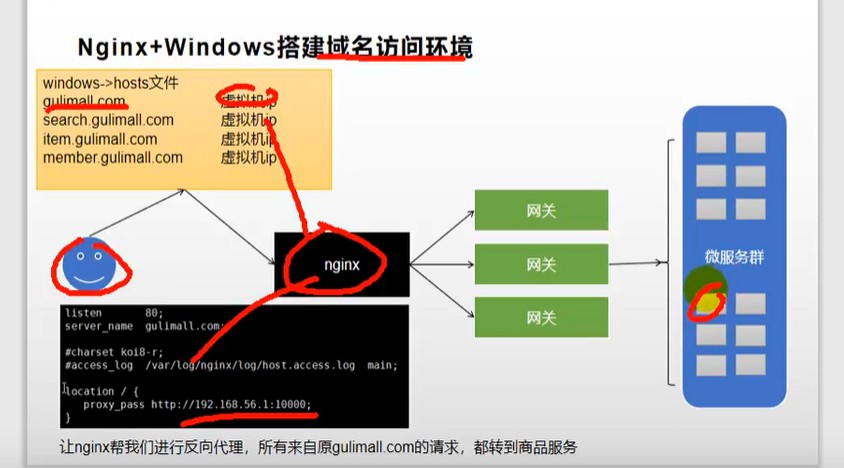 Nginx+Windows搭建域名访问环境
windows->hosts文件
gulimall.com 虚拟机ip
search.gulimall.com 虚拟机ip
item.gulimall.com 虚拟机ip
member.gulimall.com 虚拟机ip
nginx
网关
网关
网关
微服务群
listen 80;
server_name gulimall.com;
#charset koi8-r;
#access_log /var/log/nginx/log/host.access.log main;
location / {
proxy_pass http://192.168.56.1:10000;
}
让nginx帮我们进行反向代理，所有来自原gulimall.com的请求，都转到商品服务